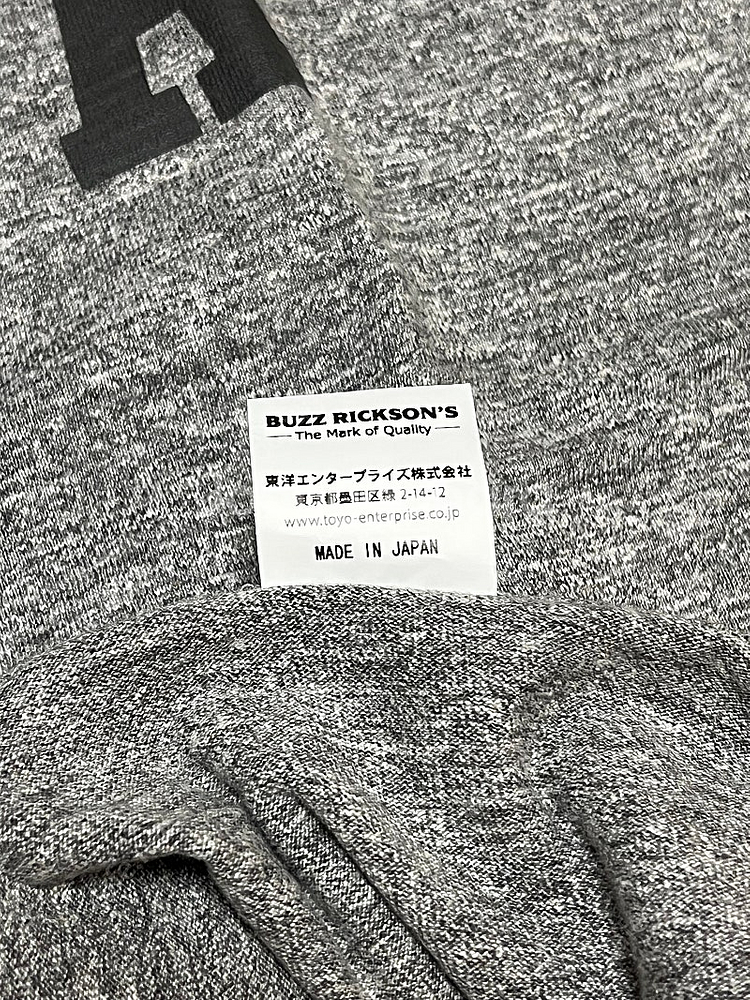 A
BUZZ RICKSON'S
The Mark of Quality
東洋エンタープライズ株式会社
東京都墨田区緑 2-14-12
www.toyo-enterprise.co.jp
MADE IN JAPAN